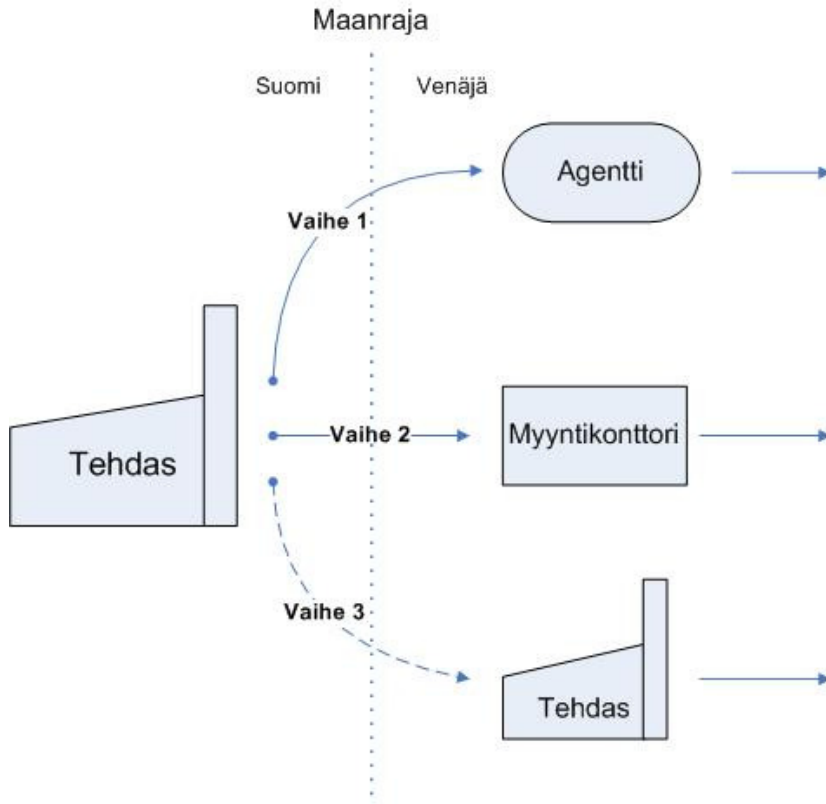 Maanraja
Suomi
Venäjä
Agentti
Vaihe 1
Tehdas
Vaihe 2
Myyntikonttori
Vaihe 3
Tehdas